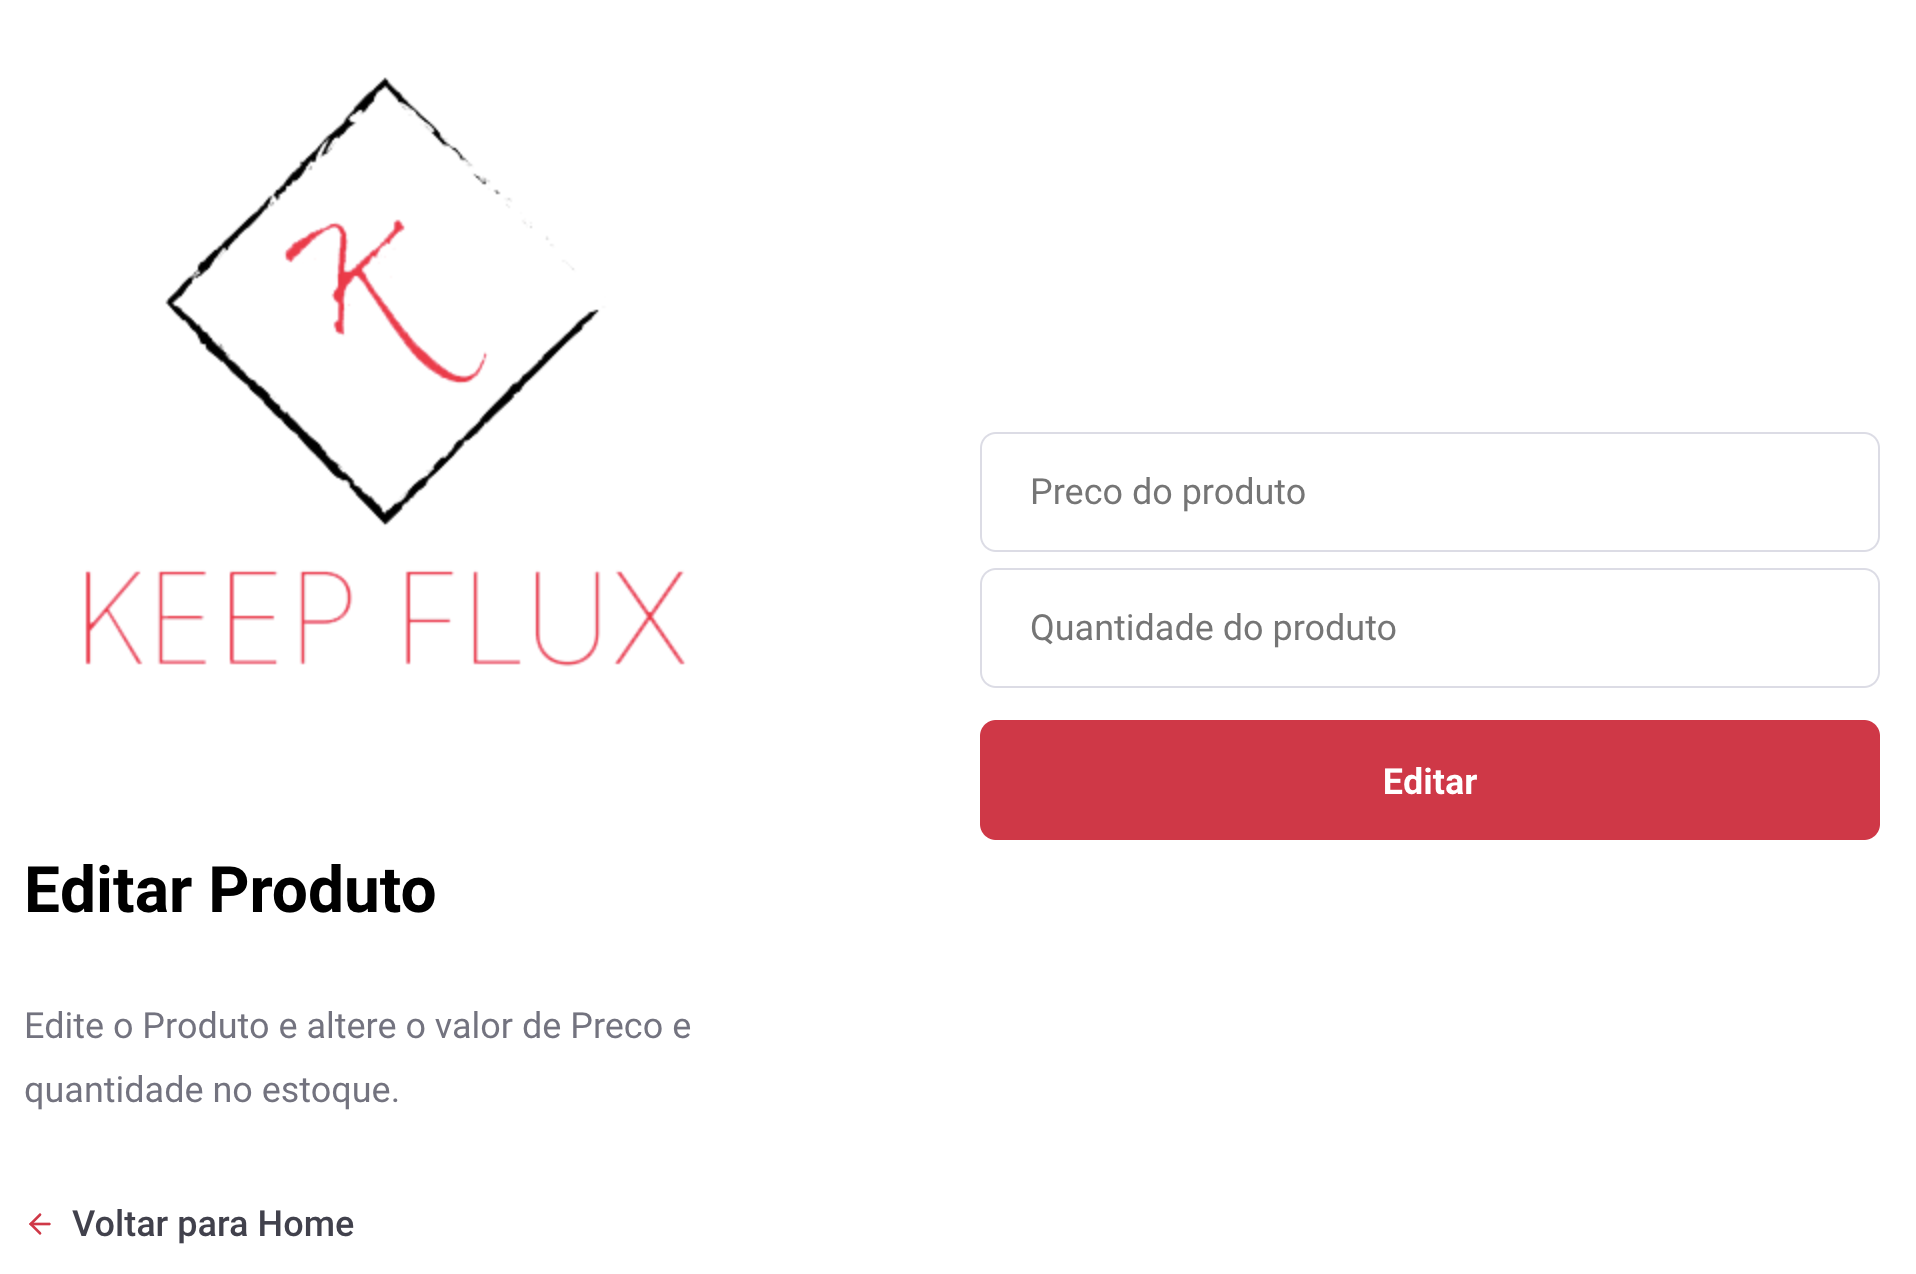 K
KEEP FLUX
Editar Produto
Edite o Produto e altere o valor de Preco e
quantidade no estoque.
← Voltar para Home
Preco do produto
Quantidade do produto
Editar